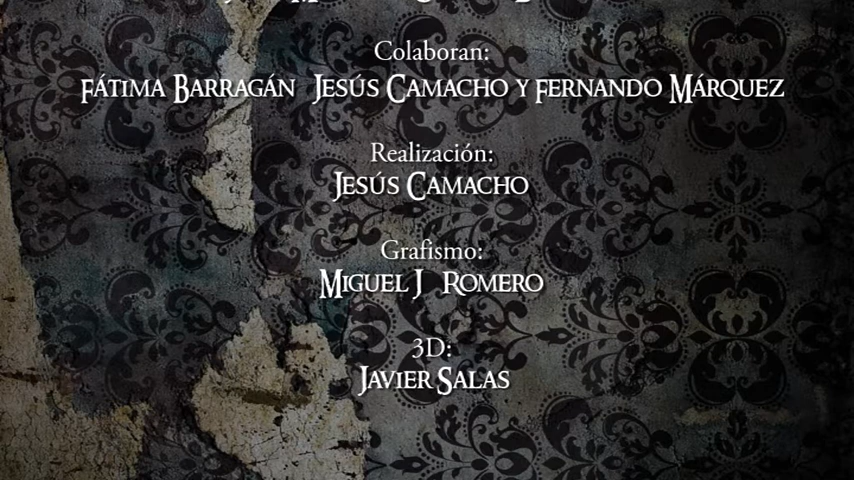 Colaboran:
Fátima Barragán Jesús Camacho y Fernando Márquez
Realización:
Jesús Camacho
Grafismo:
Miguel J Romero
3D:
Javier Salas